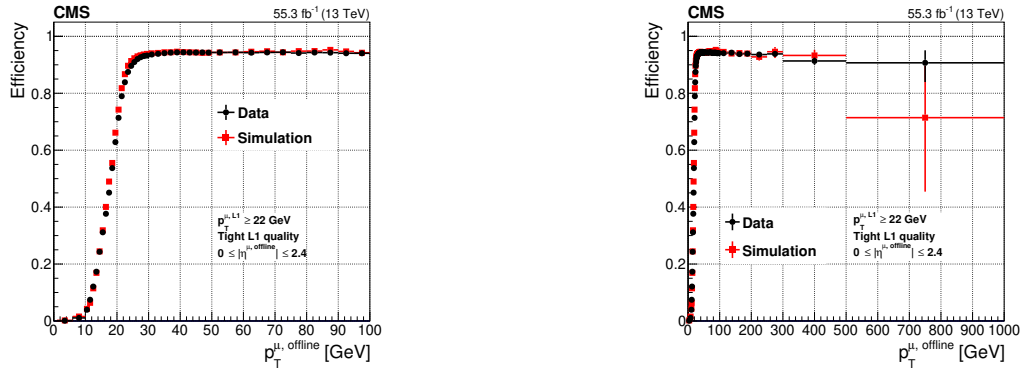 CMS 55.3 fb⁻¹ (13 TeV)
Efficiency
1
0.8
0.6
0.4
0.2
0
Data
Simulation
p_T^{μ, L1} ≥ 22 GeV
Tight L1 quality
0 ≤ |η^{μ, offline}| ≤ 2.4
0 10 20 30 40 50 60 70 80 90 100
p_T^{μ, offline} [GeV]
CMS 55.3 fb⁻¹ (13 TeV)
Efficiency
1
0.8
0.6
0.4
0.2
0
Data
Simulation
p_T^{μ, L1} ≥ 22 GeV
Tight L1 quality
0 ≤ |η^{μ, offline}| ≤ 2.4
0 100 200 300 400 500 600 700 800 900 1000
p_T^{μ, offline} [GeV]